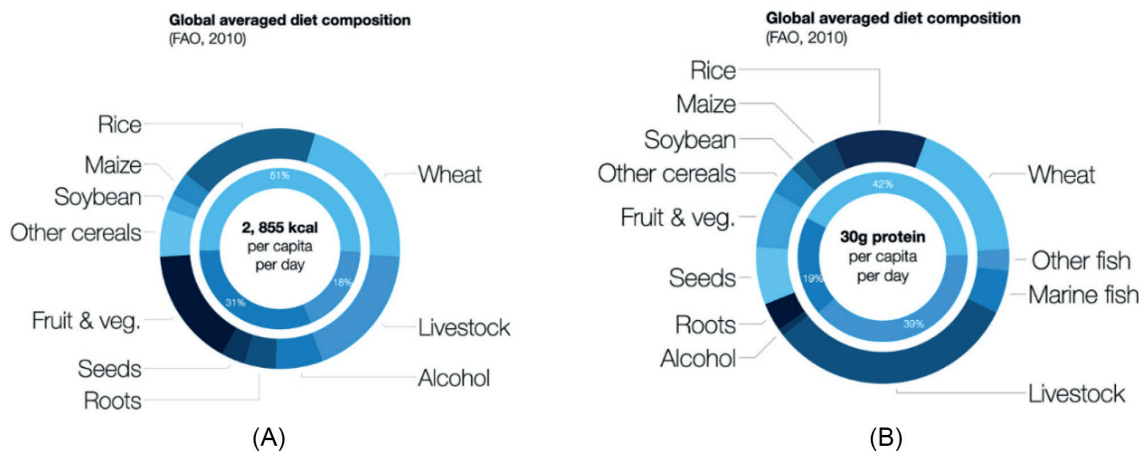 Global averaged diet composition
(FAO, 2010)
Rice
Maize
Soybean
Other cereals
Fruit & veg.
Seeds
Roots
Wheat
Livestock
Alcohol
51%
2, 855 kcal
per capita
per day
18%
31%
(A)
Global averaged diet composition
(FAO, 2010)
Rice
Maize
Soybean
Other cereals
Fruit & veg.
Seeds
Roots
Alcohol
Wheat
Other fish
Marine fish
Livestock
42%
30g protein
per capita
per day
19%
39%
(B)